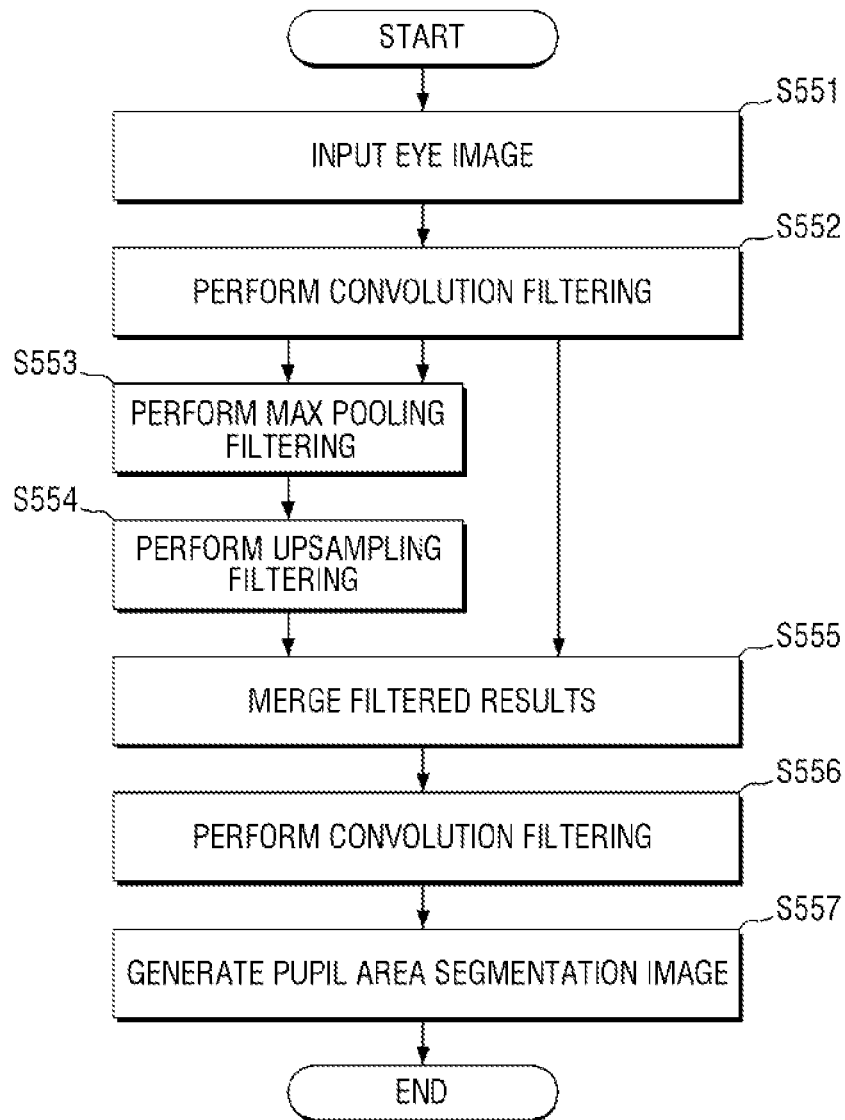 START
S551
INPUT EYE IMAGE
S552
PERFORM CONVOLUTION FILTERING
S553
PERFORM MAX POOLING
FILTERING
S554
PERFORM UPSAMPLING
FILTERING
S555
MERGE FILTERED RESULTS
S556
PERFORM CONVOLUTION FILTERING
S557
GENERATE PUPIL AREA SEGMENTATION IMAGE
END